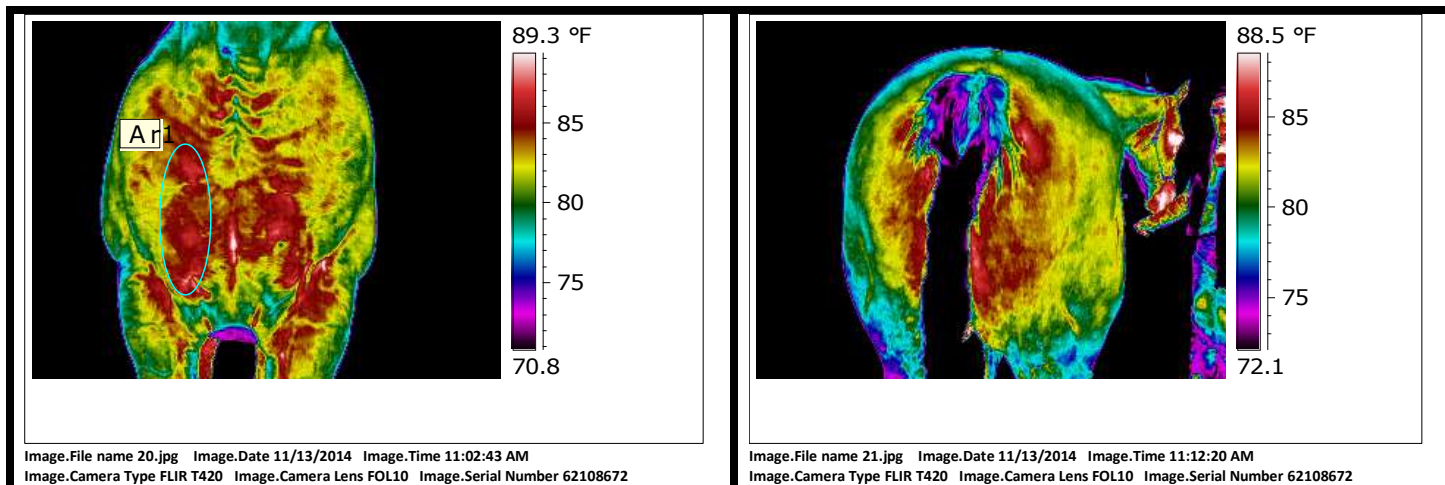 89.3 °F
Ar1
85
80
75
70.8
Image.File name 20.jpg Image.Date 11/13/2014 Image.Time 11:02:43 AM
Image.Camera Type FLIR T420 Image.Camera Lens FOL10 Image.Serial Number 62108672
88.5 °F
85
80
75
72.1
Image.File name 21.jpg Image.Date 11/13/2014 Image.Time 11:12:20 AM
Image.Camera Type FLIR T420 Image.Camera Lens FOL10 Image.Serial Number 62108672